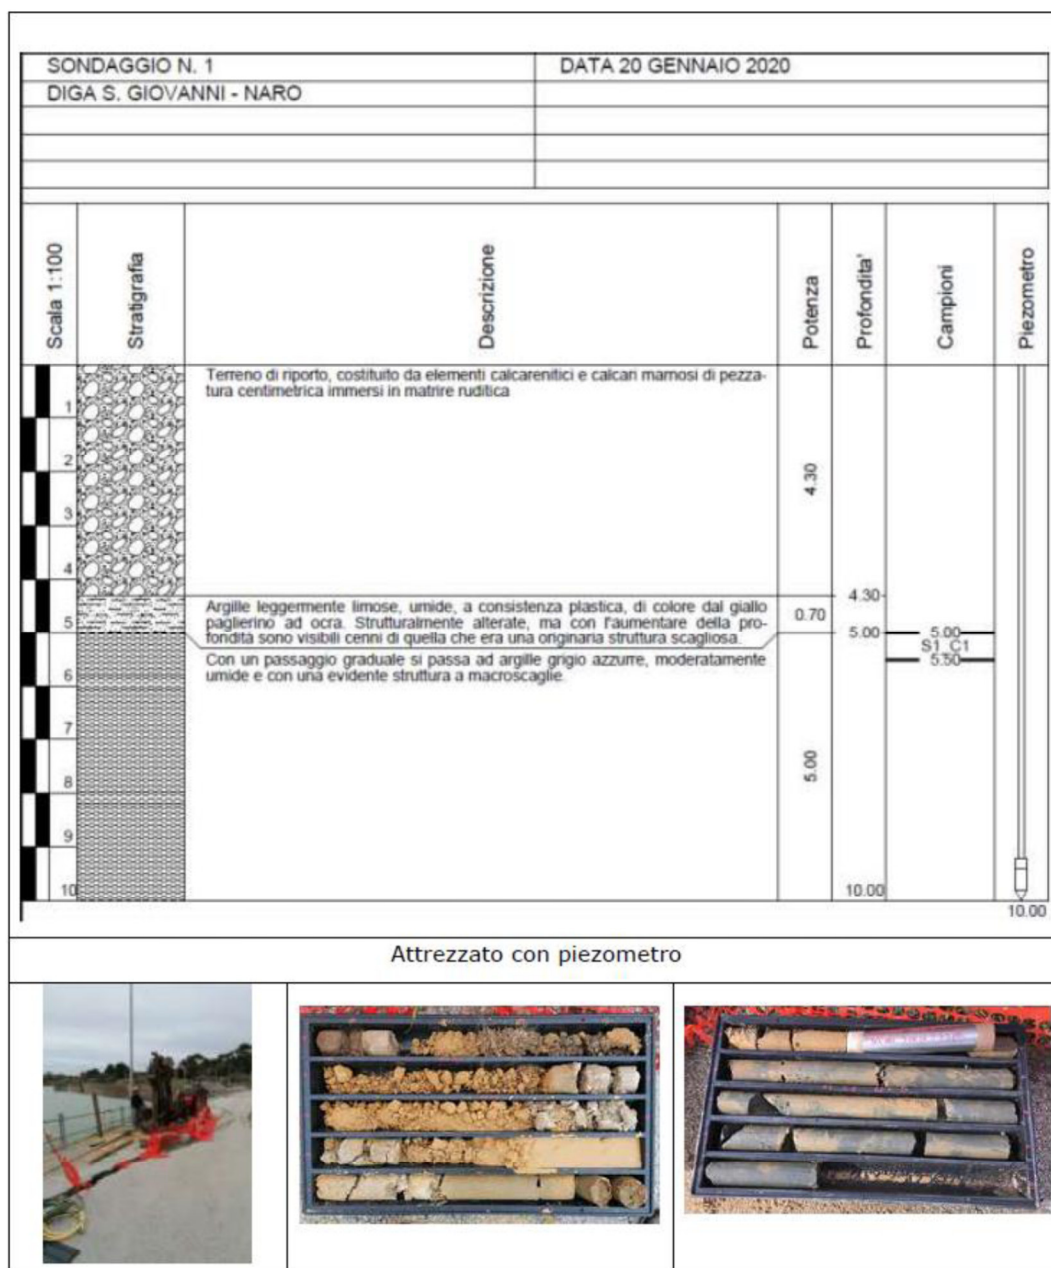 SONDAGGIO N. 1
DATA 20 GENNAIO 2020
DIGA S. GIOVANNI - NARO
Scala 1:100
Stratigrafia
Descrizione
Potenza
Profondita'
Campioni
Piezometro
Terreno di riporto, costituito da elementi calcarenitici e calcari marnosi di pezza-
tura centimetrica immersi in matrire ruditica
1
2
3
4
5
6
7
8
9
10
4.30
4.30
Argille leggermente limose, umide, a consistenza plastica, di colore dal giallo
paglierino ad ocra. Strutturalmente alterate, ma con l'aumentare della pro-
fondità sono visibili cenni di quella che era una originaria struttura scagliosa.
0.70
5.00
5.00
S1_C1
5.50
Con un passaggio graduale si passa ad argille grigio azzurre, moderatamente
umide e con una evidente struttura a macroscaglie.
5.00
10.00
10.00
Attrezzato con piezometro